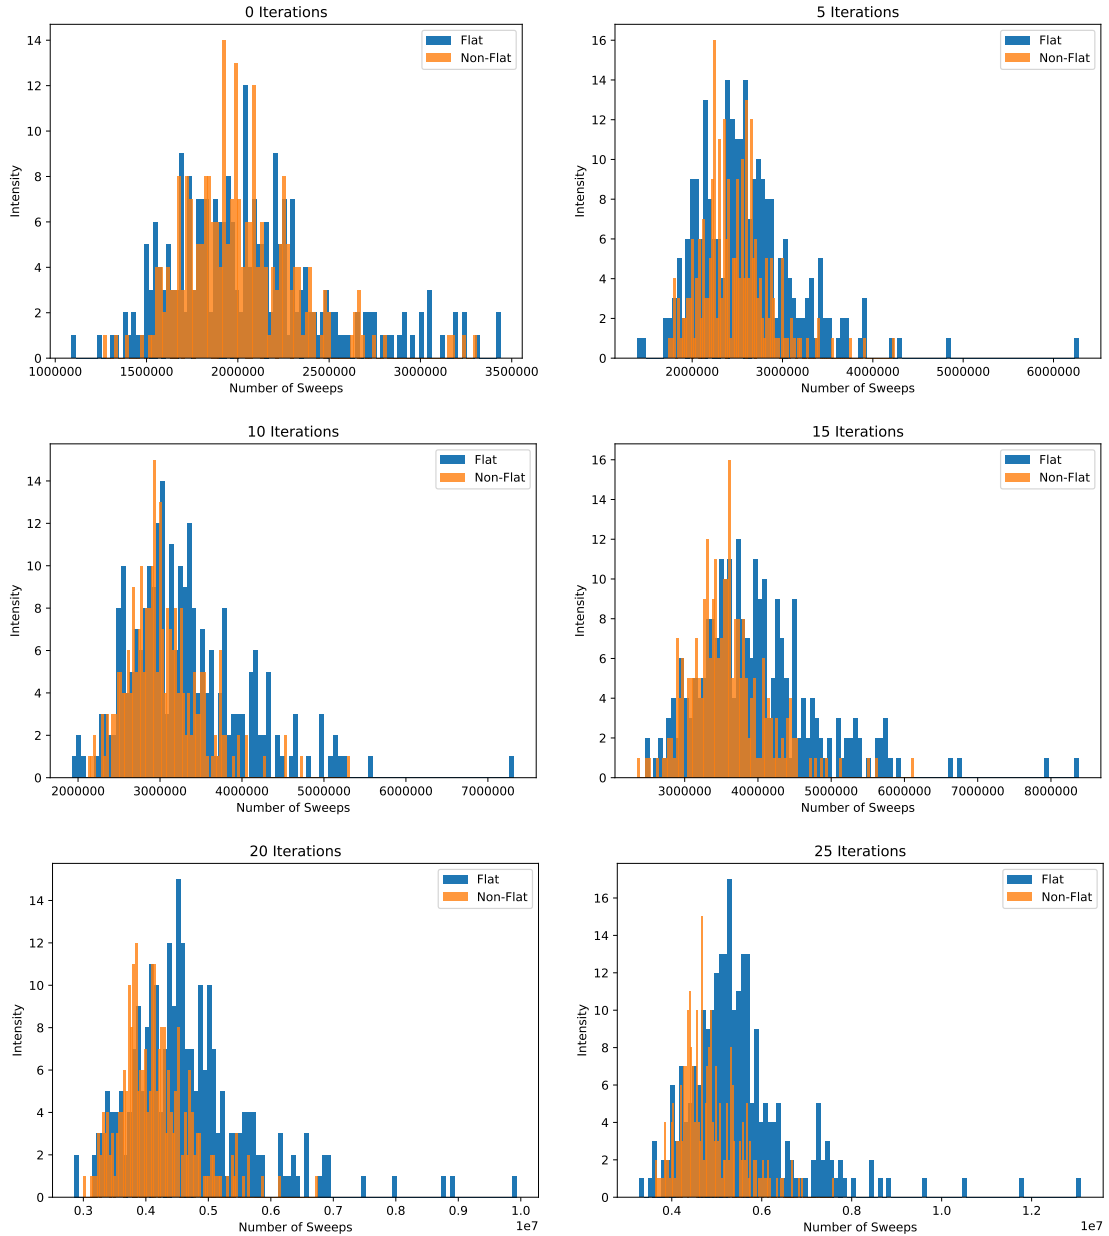 0 Iterations
14
12
10
8
6
4
2
0
Intensity
Flat
Non-Flat
1000000 1500000 2000000 2500000 3000000 3500000
Number of Sweeps
5 Iterations
16
14
12
10
8
6
4
2
0
Intensity
Flat
Non-Flat
2000000 3000000 4000000 5000000 6000000
Number of Sweeps
10 Iterations
14
12
10
8
6
4
2
0
Intensity
Flat
Non-Flat
2000000 3000000 4000000 5000000 6000000 7000000
Number of Sweeps
15 Iterations
16
14
12
10
8
6
4
2
0
Intensity
Flat
Non-Flat
3000000 4000000 5000000 6000000 7000000 8000000
Number of Sweeps
20 Iterations
14
12
10
8
6
4
2
0
Intensity
Flat
Non-Flat
0.3 0.4 0.5 0.6 0.7 0.8 0.9 1.0
Number of Sweeps
1e7
25 Iterations
16
14
12
10
8
6
4
2
0
Intensity
Flat
Non-Flat
0.4 0.6 0.8 1.0 1.2
Number of Sweeps
1e7